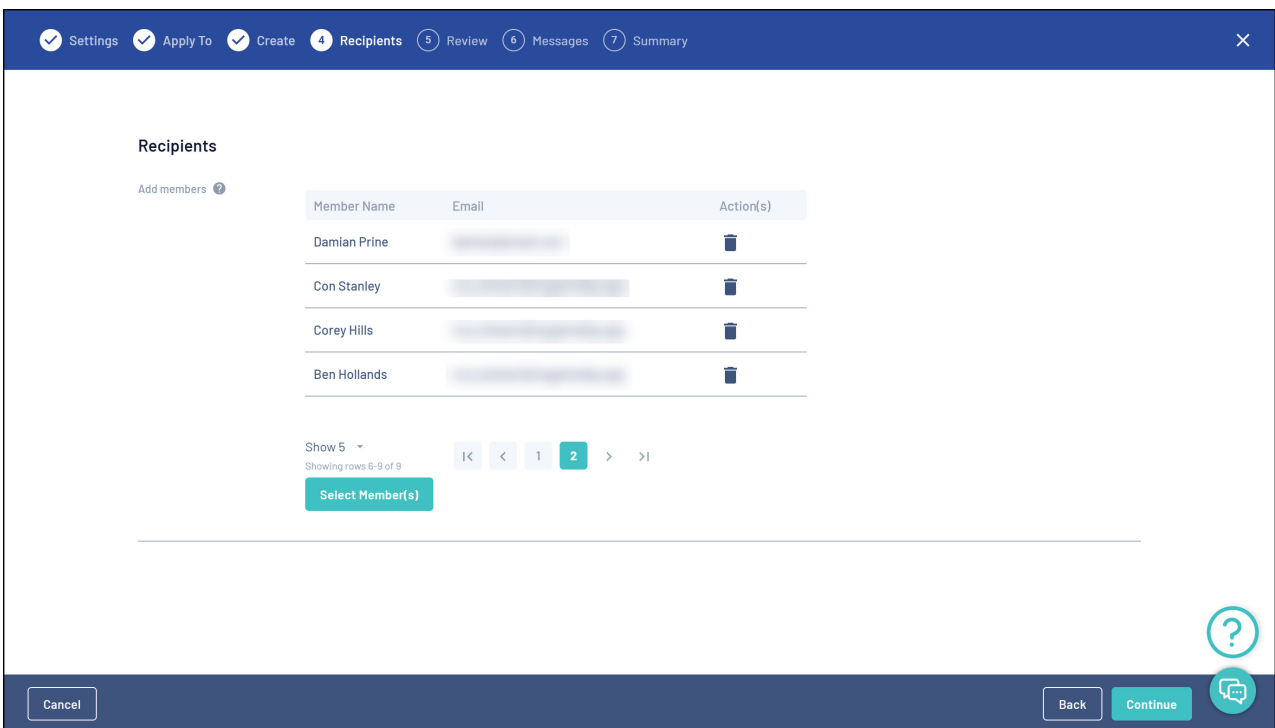 Settings Apply To Create 4 Recipients 5 Review 6 Messages 7 Summary
Recipients
Add members ?
Member Name Email Action(s)
Damian Prine
Con Stanley
Corey Hills
Ben Hollands
Show 5
Showing rows 6-9 of 9
1 2
Select Member(s)
?
Cancel Back Continue